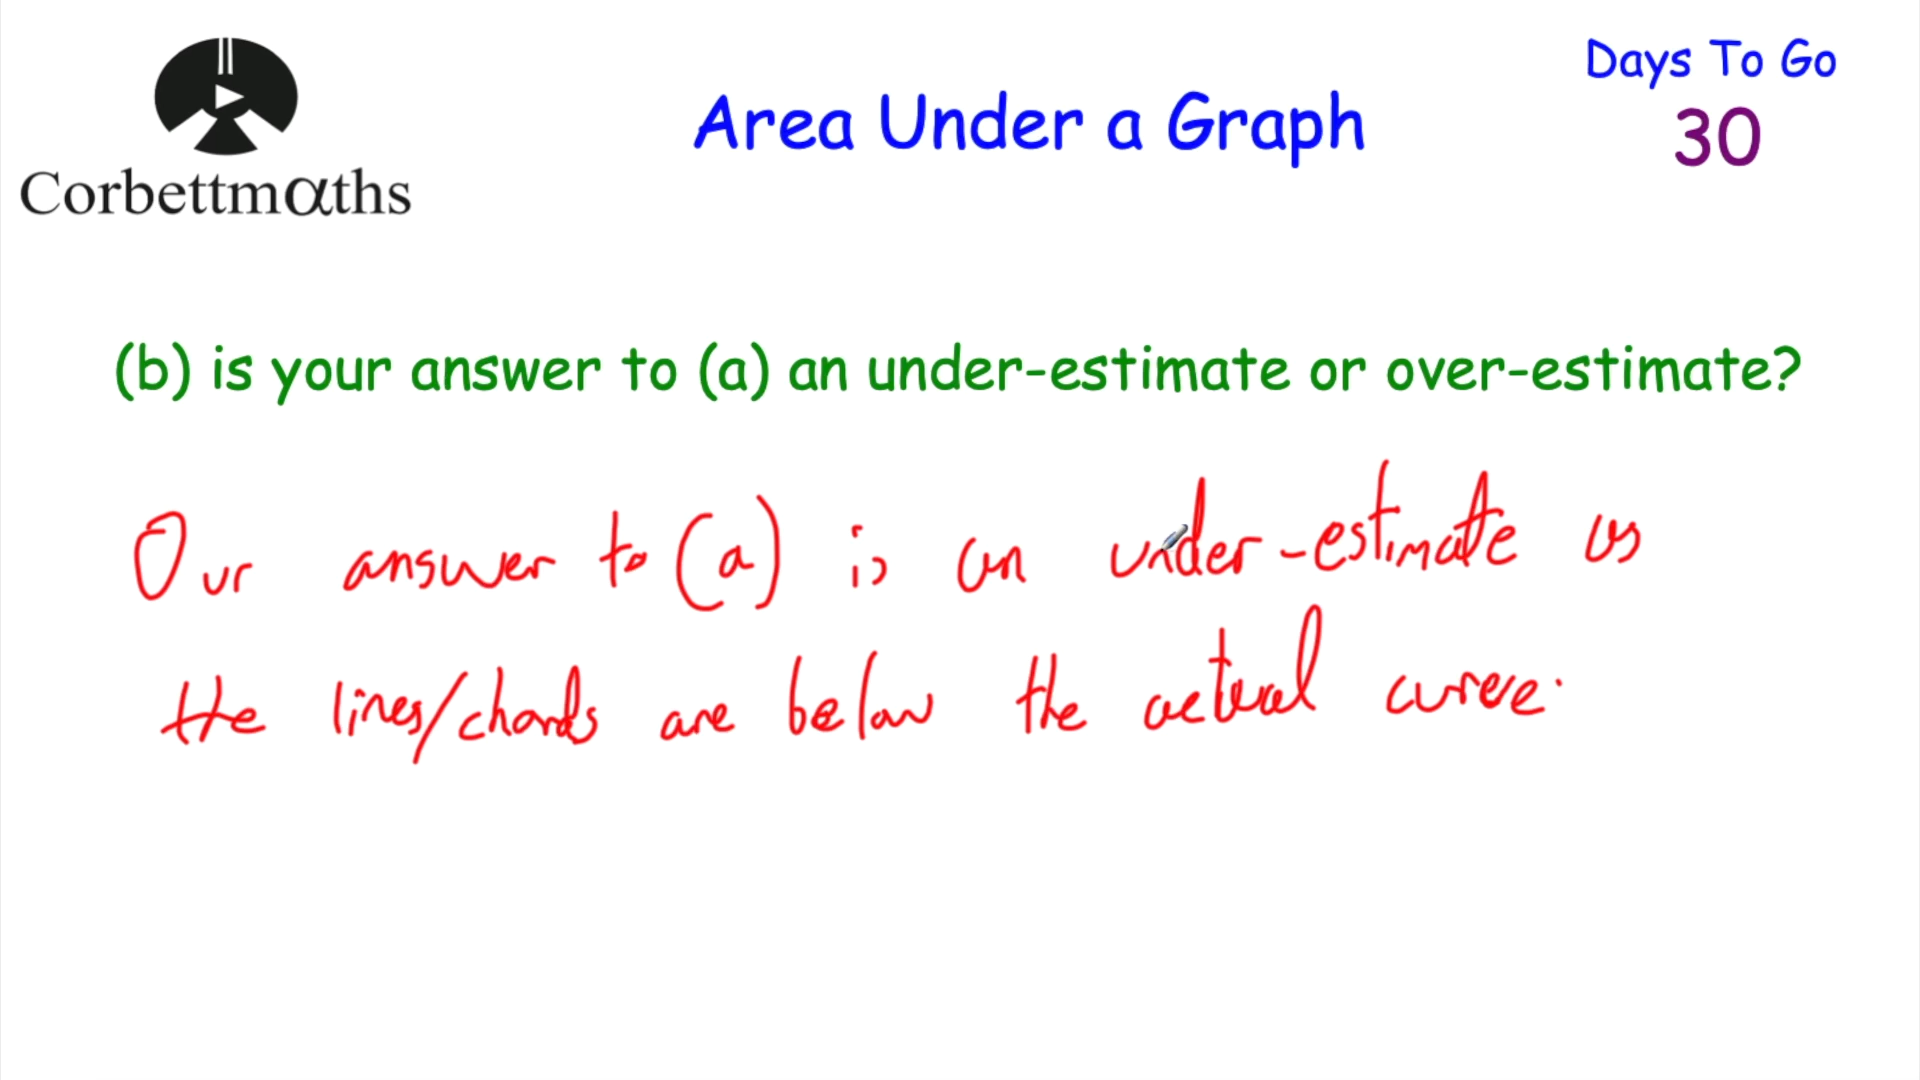 Days To Go
30
Area Under a Graph
Corbettmαths
(b) is your answer to (a) an under-estimate or over-estimate?
Our answer to (a) is an under-estimate as
the lines/chords are below the actual curve.